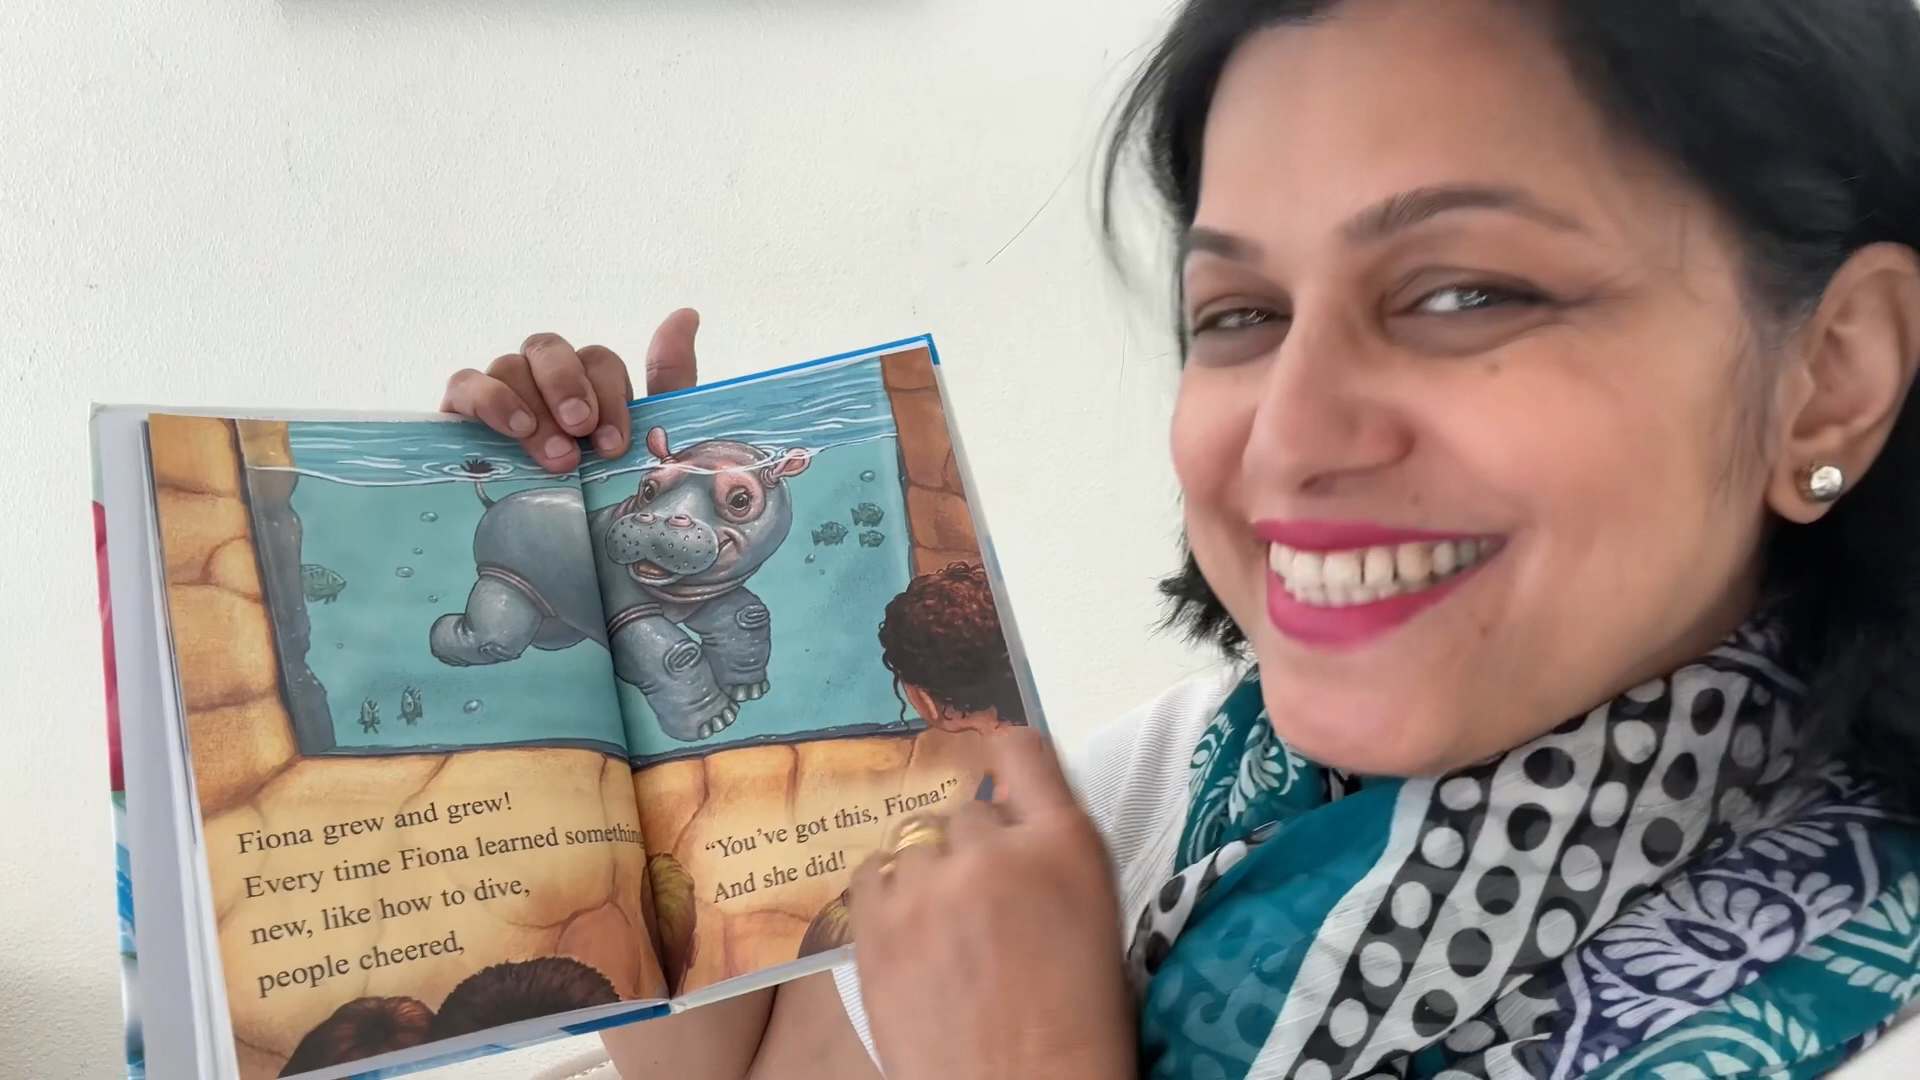 Fiona grew and grew!
Every time Fiona learned something
new, like how to dive,
people cheered,
“You’ve got this, Fiona!”
And she did!